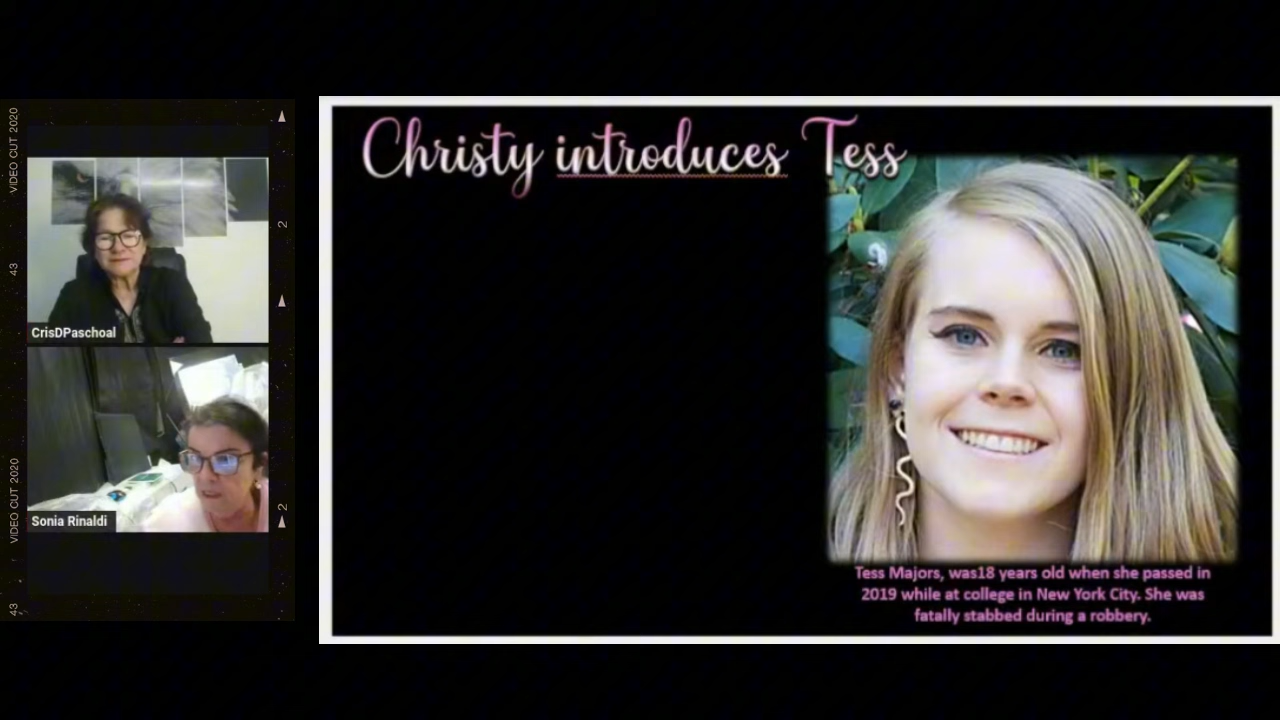 Christy introduces Tess
VIDEO CUT 2020
2
43
CrisDPaschoal
Sonia Rinaldi
VIDEO CUT 2020
2
43
Tess Majors, was18 years old when she passed in
2019 while at college in New York City. She was
fatally stabbed during a robbery.